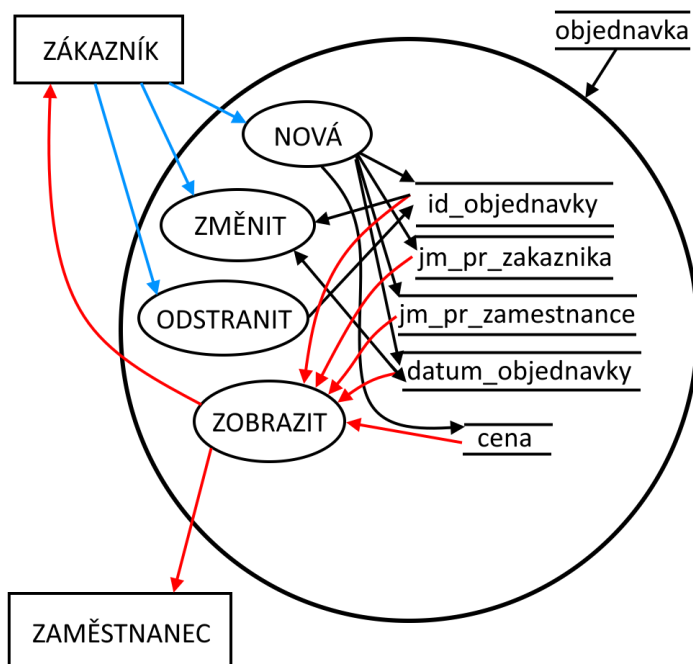 objednavka
ZÁKAZNÍK
NOVÁ
id_objednavky
ZMĚNIT
jm_pr_zakaznika
ODSTRANIT
jm_pr_zamestnance
datum_objednavky
ZOBRAZIT
cena
ZAMĚSTNANEC